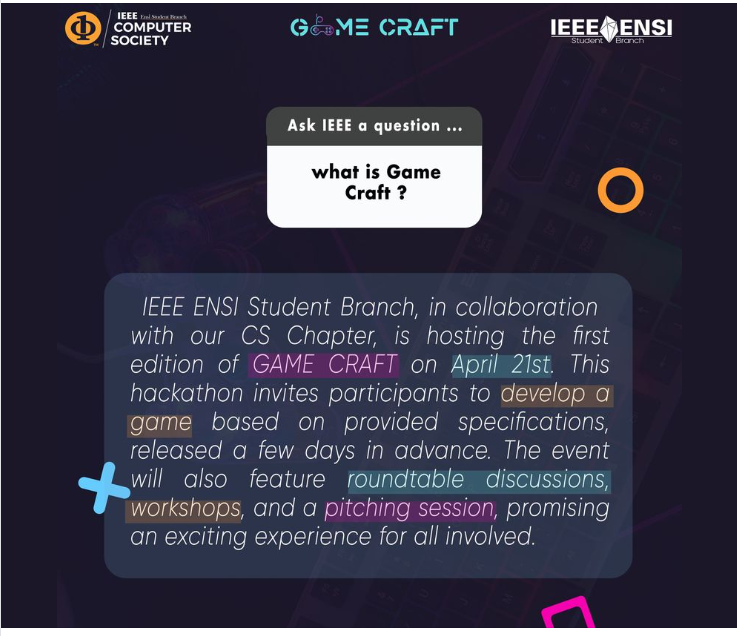 IEEE Ensi Student Branch
COMPUTER
SOCIETY
GAME CRAFT
IEEE ENSI
Student Branch
Ask IEEE a question ...
what is Game
Craft ?
IEEE ENSI Student Branch, in collaboration
with our CS Chapter, is hosting the first
edition of GAME CRAFT on April 21st. This
hackathon invites participants to develop a
game based on provided specifications,
released a few days in advance. The event
will also feature roundtable discussions,
workshops, and a pitching session, promising
an exciting experience for all involved.